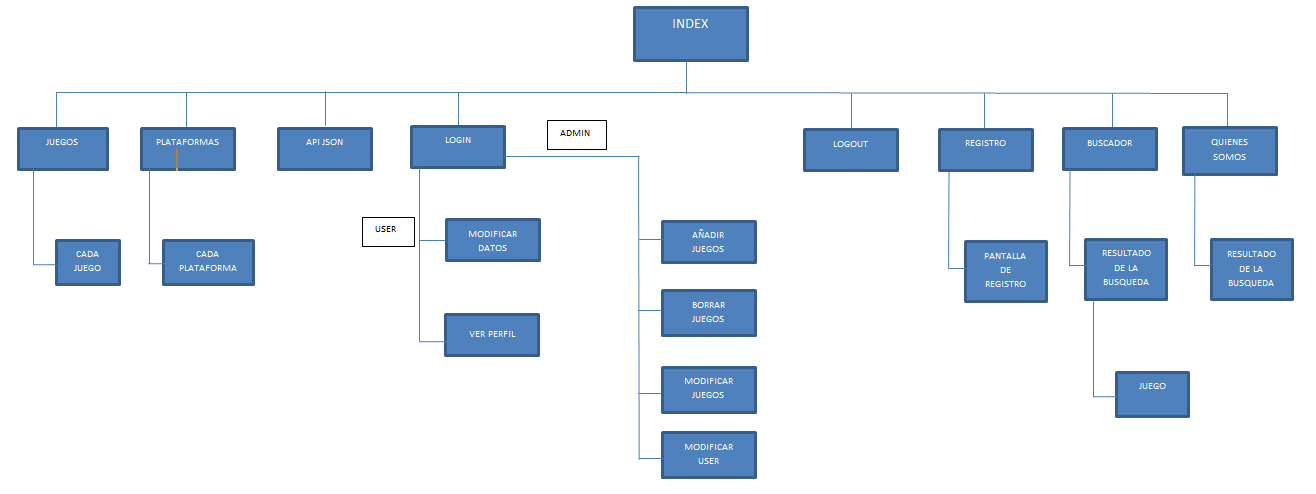 INDEX
JUEGOS
PLATAFORMAS
API JSON
LOGIN
ADMIN
LOGOUT
REGISTRO
BUSCADOR
QUIENES
SOMOS
USER
CADA
JUEGO
CADA
PLATAFORMA
MODIFICAR
DATOS
VER PERFIL
AÑADIR
JUEGOS
BORRAR
JUEGOS
MODIFICAR
JUEGOS
MODIFICAR
USER
PANTALLA
DE
REGISTRO
RESULTADO
DE LA
BUSQUEDA
JUEGO
RESULTADO
DE LA
BUSQUEDA